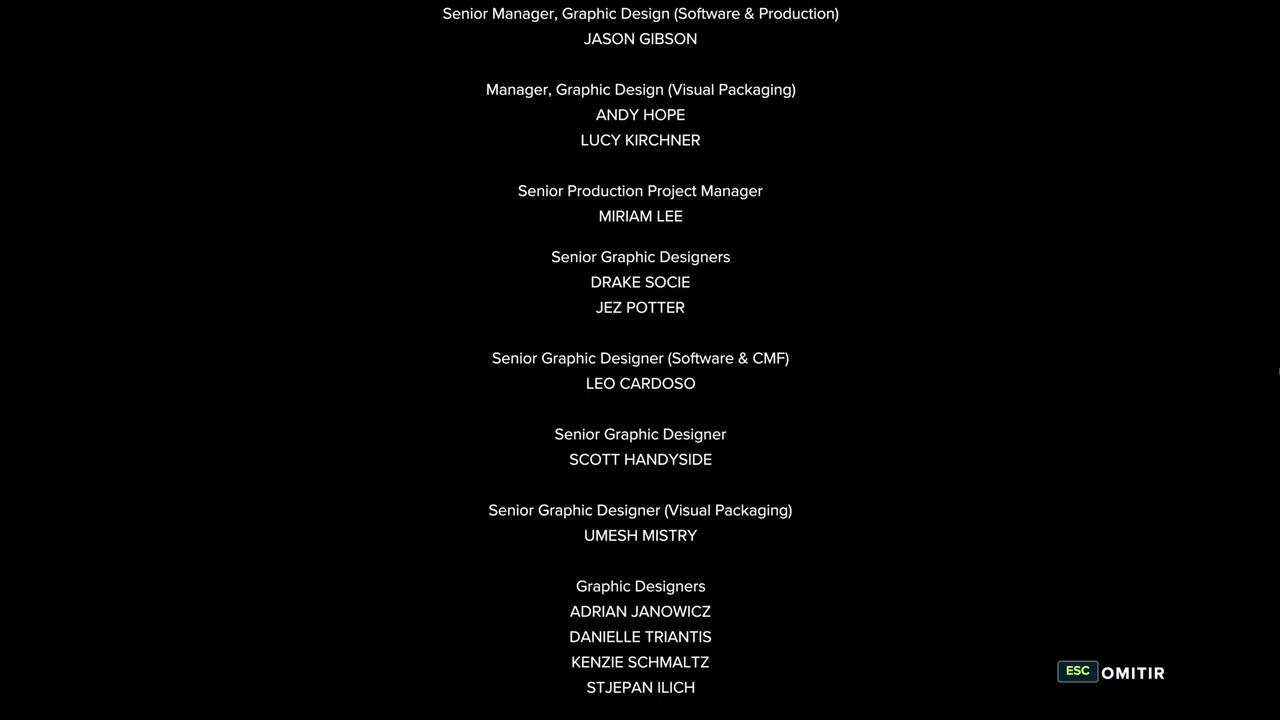 Senior Manager, Graphic Design (Software & Production)
JASON GIBSON
Manager, Graphic Design (Visual Packaging)
ANDY HOPE
LUCY KIRCHNER
Senior Production Project Manager
MIRIAM LEE
Senior Graphic Designers
DRAKE SOCIE
JEZ POTTER
Senior Graphic Designer (Software & CMF)
LEO CARDOSO
Senior Graphic Designer
SCOTT HANDYSIDE
Senior Graphic Designer (Visual Packaging)
UMESH MISTRY
Graphic Designers
ADRIAN JANOWICZ
DANIELLE TRIANTIS
KENZIE SCHMALTZ
STJEPAN ILICH
ESC OMITIR